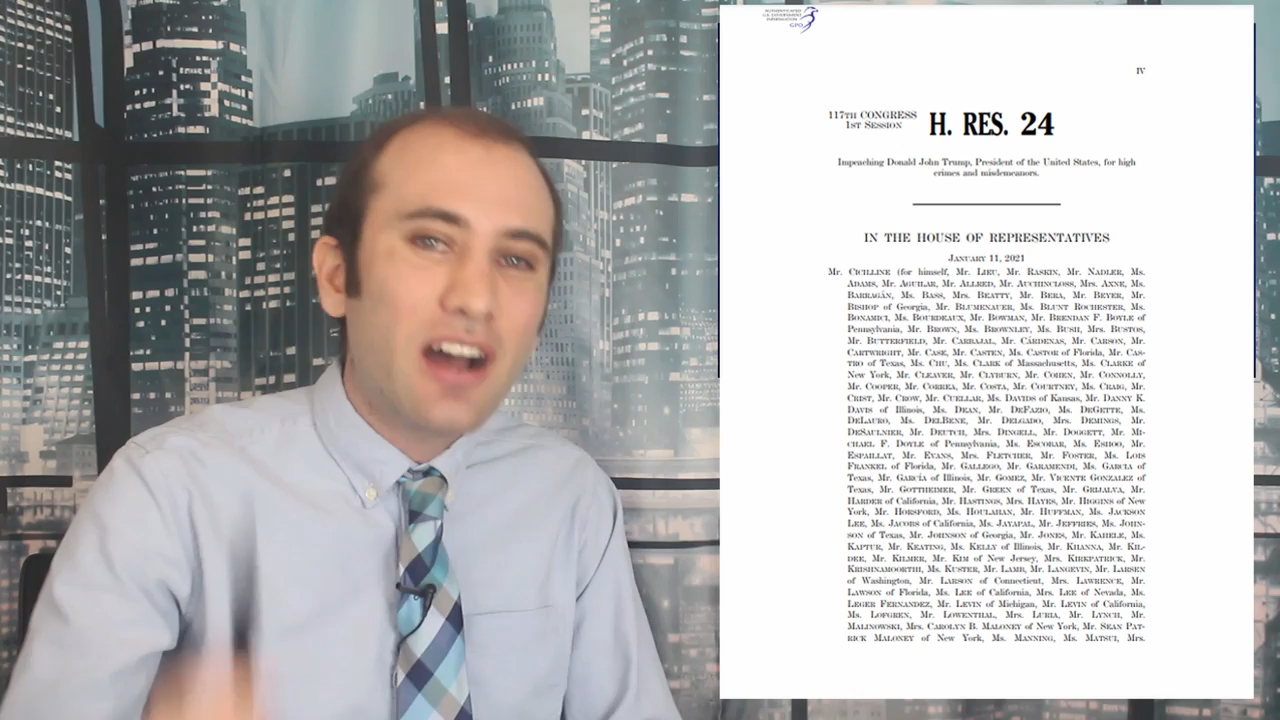 AUTHENTICATED
U.S. GOVERNMENT
INFORMATION
GPO
IV
117TH CONGRESS
1ST SESSION
H. RES. 24
Impeaching Donald John Trump, President of the United States, for high
crimes and misdemeanors.
IN THE HOUSE OF REPRESENTATIVES
JANUARY 11, 2021
Mr. CICILLINE (for himself, Mr. LIEU, Mr. RASKIN, Mr. NADLER, Ms.
ADAMS, Mr. AGUILAR, Mr. ALLRED, Mr. AUCHINCLOSS, Mrs. AXNE, Ms.
BARRAGÁN, Ms. BASS, Mrs. BEATTY, Mr. BERA, Mr. BEYER, Mr.
BISHOP of Georgia, Mr. BLUMENAUER, Ms. BLUNT ROCHESTER, Ms.
BONAMICI, Ms. BOURDEAUX, Mr. BOWMAN, Mr. BRENDAN F. BOYLE of
Pennsylvania, Mr. BROWN, Ms. BROWNLEY, Ms. BUSH, Mrs. BUSTOS,
Mr. BUTTERFIELD, Mr. CARBAJAL, Mr. CÁRDENAS, Mr. CARSON, Mr.
CARTWRIGHT, Mr. CASE, Mr. CASTEN, Ms. CASTOR of Florida, Mr. CAS-
TRO of Texas, Ms. CHU, Ms. CLARK of Massachusetts, Ms. CLARKE of
New York, Mr. CLEAVER, Mr. CLYBURN, Mr. COHEN, Mr. CONNOLLY,
Mr. COOPER, Mr. CORREA, Mr. COSTA, Mr. COURTNEY, Ms. CRAIG, Mr.
CRIST, Mr. CROW, Mr. CUELLAR, Ms. DAVIDS of Kansas, Mr. DANNY K.
DAVIS of Illinois, Ms. DEAN, Mr. DEFAZIO, Ms. DEGETTE, Ms.
DELAURO, Ms. DELBENE, Mr. DELGADO, Mrs. DEMINGS, Mr.
DESAULNIER, Mr. DEUTCH, Mrs. DINGELL, Mr. DOGGETT, Mr. MI-
CHAEL F. DOYLE of Pennsylvania, Ms. ESCOBAR, Ms. ESHOO, Mr.
ESPAILLAT, Mr. EVANS, Mrs. FLETCHER, Mr. FOSTER, Ms. LOIS
FRANKEL of Florida, Mr. GALLEGO, Mr. GARAMENDI, Ms. GARCIA of
Texas, Mr. GARCÍA of Illinois, Mr. GOMEZ, Mr. VICENTE GONZALEZ of
Texas, Mr. GOTTHEIMER, Mr. GREEN of Texas, Mr. GRIJALVA, Mr.
HARDER of California, Mr. HASTINGS, Mrs. HAYES, Mr. HIGGINS of New
York, Mr. HORSFORD, Ms. HOULAHAN, Mr. HUFFMAN, Ms. JACKSON
LEE, Ms. JACOBS of California, Ms. JAYAPAL, Mr. JEFFRIES, Ms. JOHN-
SON of Texas, Mr. JOHNSON of Georgia, Mr. JONES, Mr. KAHELE, Ms.
KAPTUR, Mr. KEATING, Ms. KELLY of Illinois, Mr. KHANNA, Mr. KIL-
DEE, Mr. KILMER, Mr. KIM of New Jersey, Mrs. KIRKPATRICK, Mr.
KRISHNAMOORTHI, Ms. KUSTER, Mr. LAMB, Mr. LANGEVIN, Mr. LARSEN
of Washington, Mr. LARSON of Connecticut, Mrs. LAWRENCE, Mr.
LAWSON of Florida, Ms. LEE of California, Mrs. LEE of Nevada, Ms.
LEGER FERNANDEZ, Mr. LEVIN of Michigan, Mr. LEVIN of California,
Ms. LOFGREN, Mr. LOWENTHAL, Mrs. LURIA, Mr. LYNCH, Mr.
MALINOWSKI, Mrs. CAROLYN B. MALONEY of New York, Mr. SEAN PAT-
RICK MALONEY of New York, Ms. MANNING, Ms. MATSUI, Mrs.